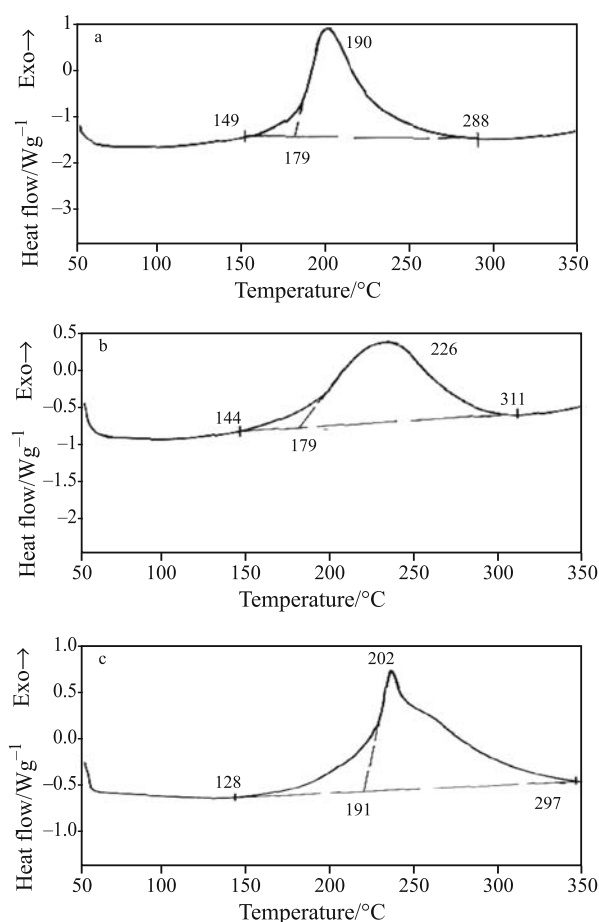 a
Exo→
Heat flow/Wg⁻¹
1
0
−1
−2
−3
190
149
179
288
50 100 150 200 250 300 350
Temperature/°C
b
Exo→
Heat flow/Wg⁻¹
0.5
0.0
−0.5
−1
−1.5
−2
226
144
179
311
50 100 150 200 250 300 350
Temperature/°C
c
Exo→
Heat flow/Wg⁻¹
1.0
0.5
0.0
−0.5
−1.0
202
128
191
297
50 100 150 200 250 300 350
Temperature/°C